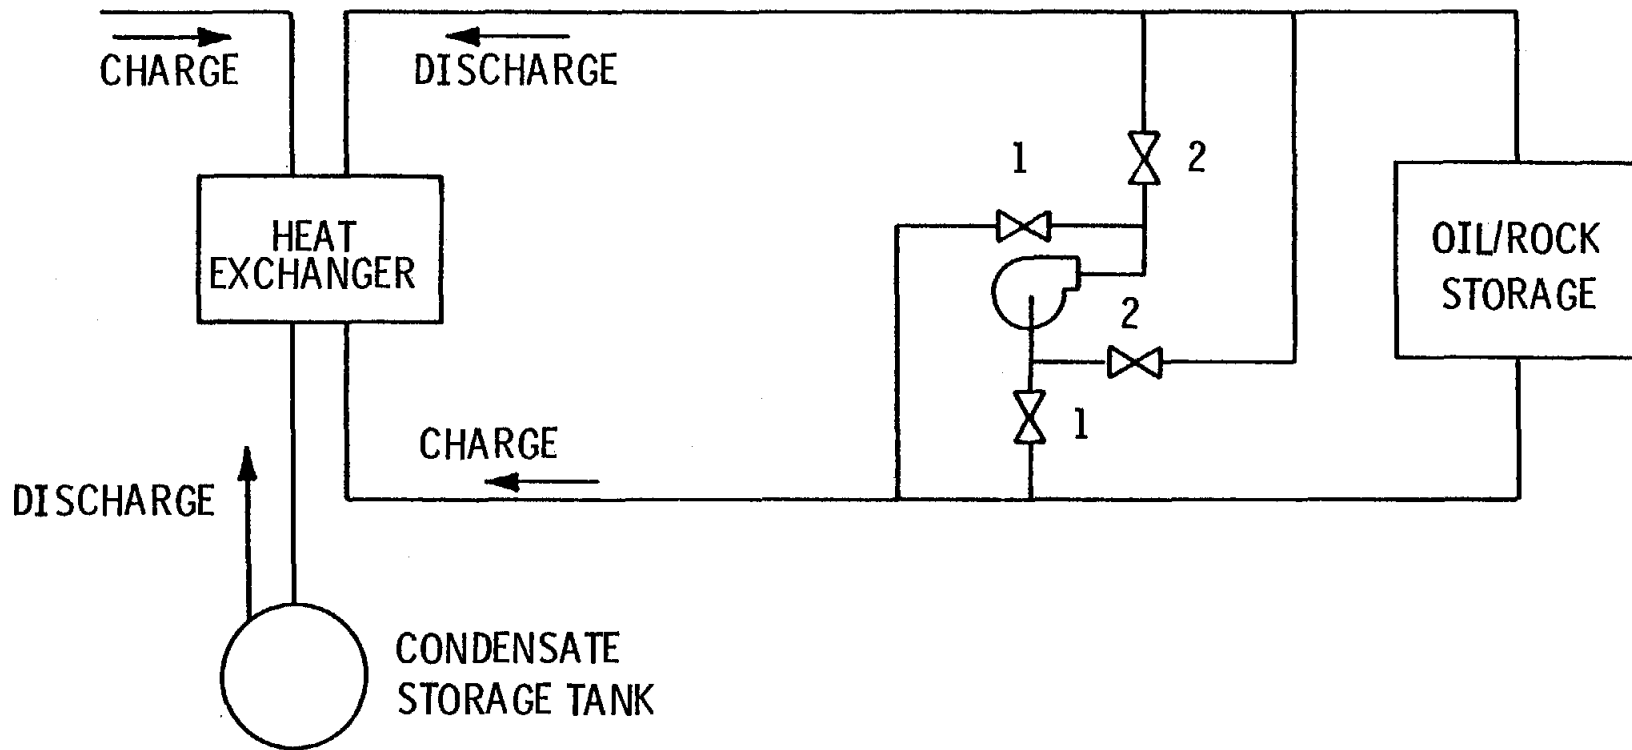 CHARGE
DISCHARGE
1
2
HEAT
EXCHANGER
OIL/ROCK
STORAGE
2
1
CHARGE
DISCHARGE
CONDENSATE
STORAGE TANK